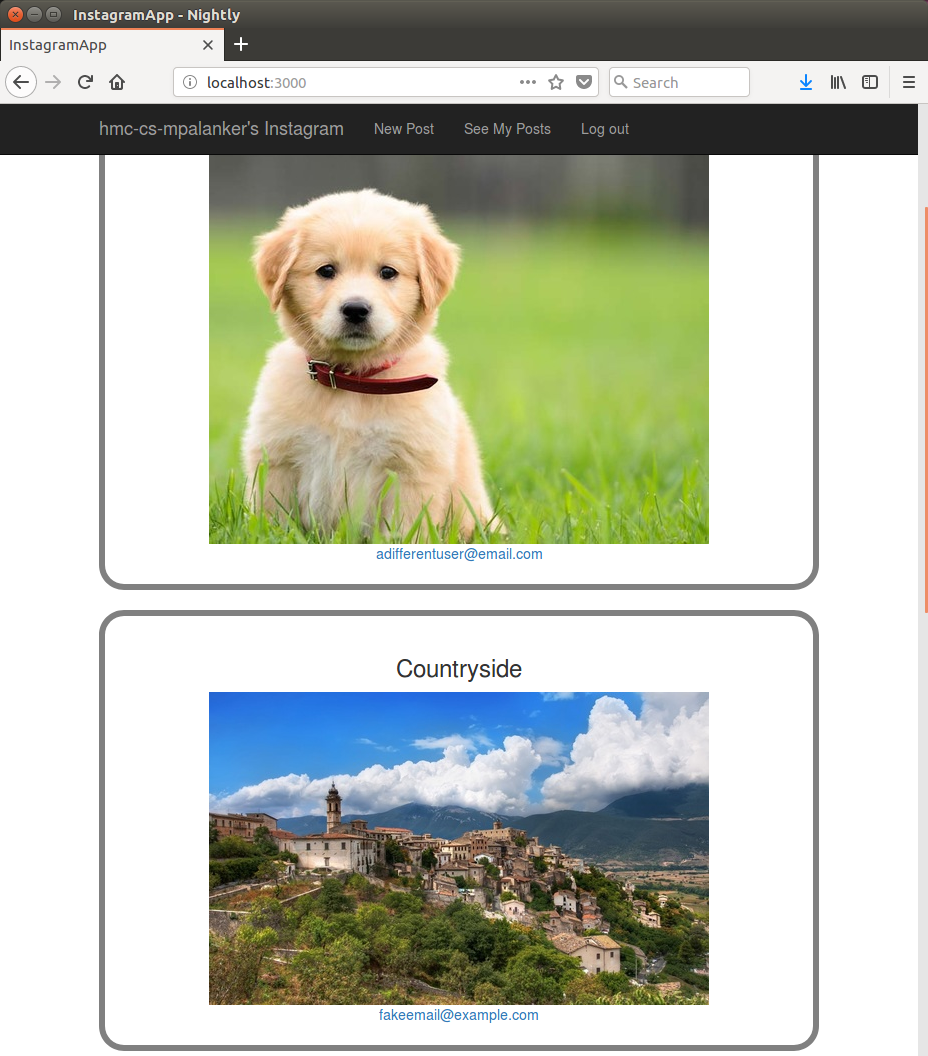 InstagramApp - Nightly
InstagramApp
localhost:3000
Search
hmc-cs-mpalanker's Instagram New Post See My Posts Log out
adifferentuser@email.com
Countryside
fakeemail@example.com